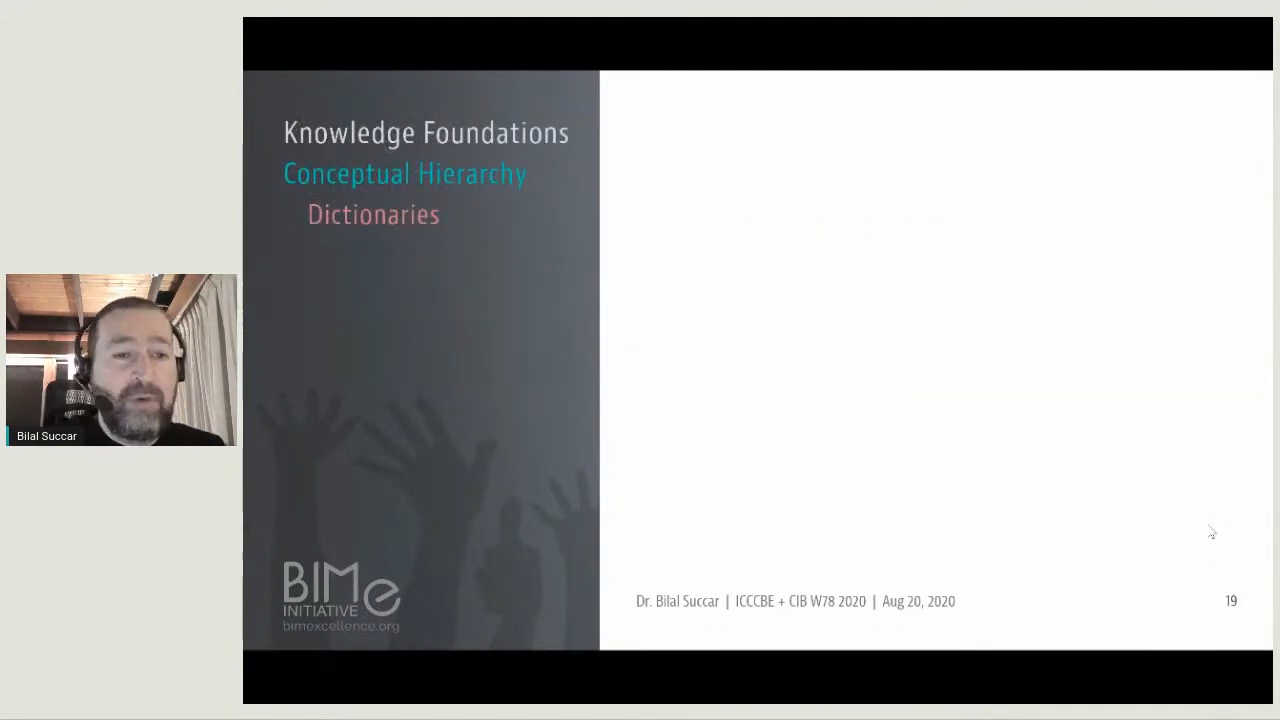 Knowledge Foundations
Conceptual Hierarchy
Dictionaries
Bilal Succar
BIMe
INITIATIVE
bimexcellence.org
Dr. Bilal Succar | ICCCBE + CIB W78 2020 | Aug 20, 2020
19